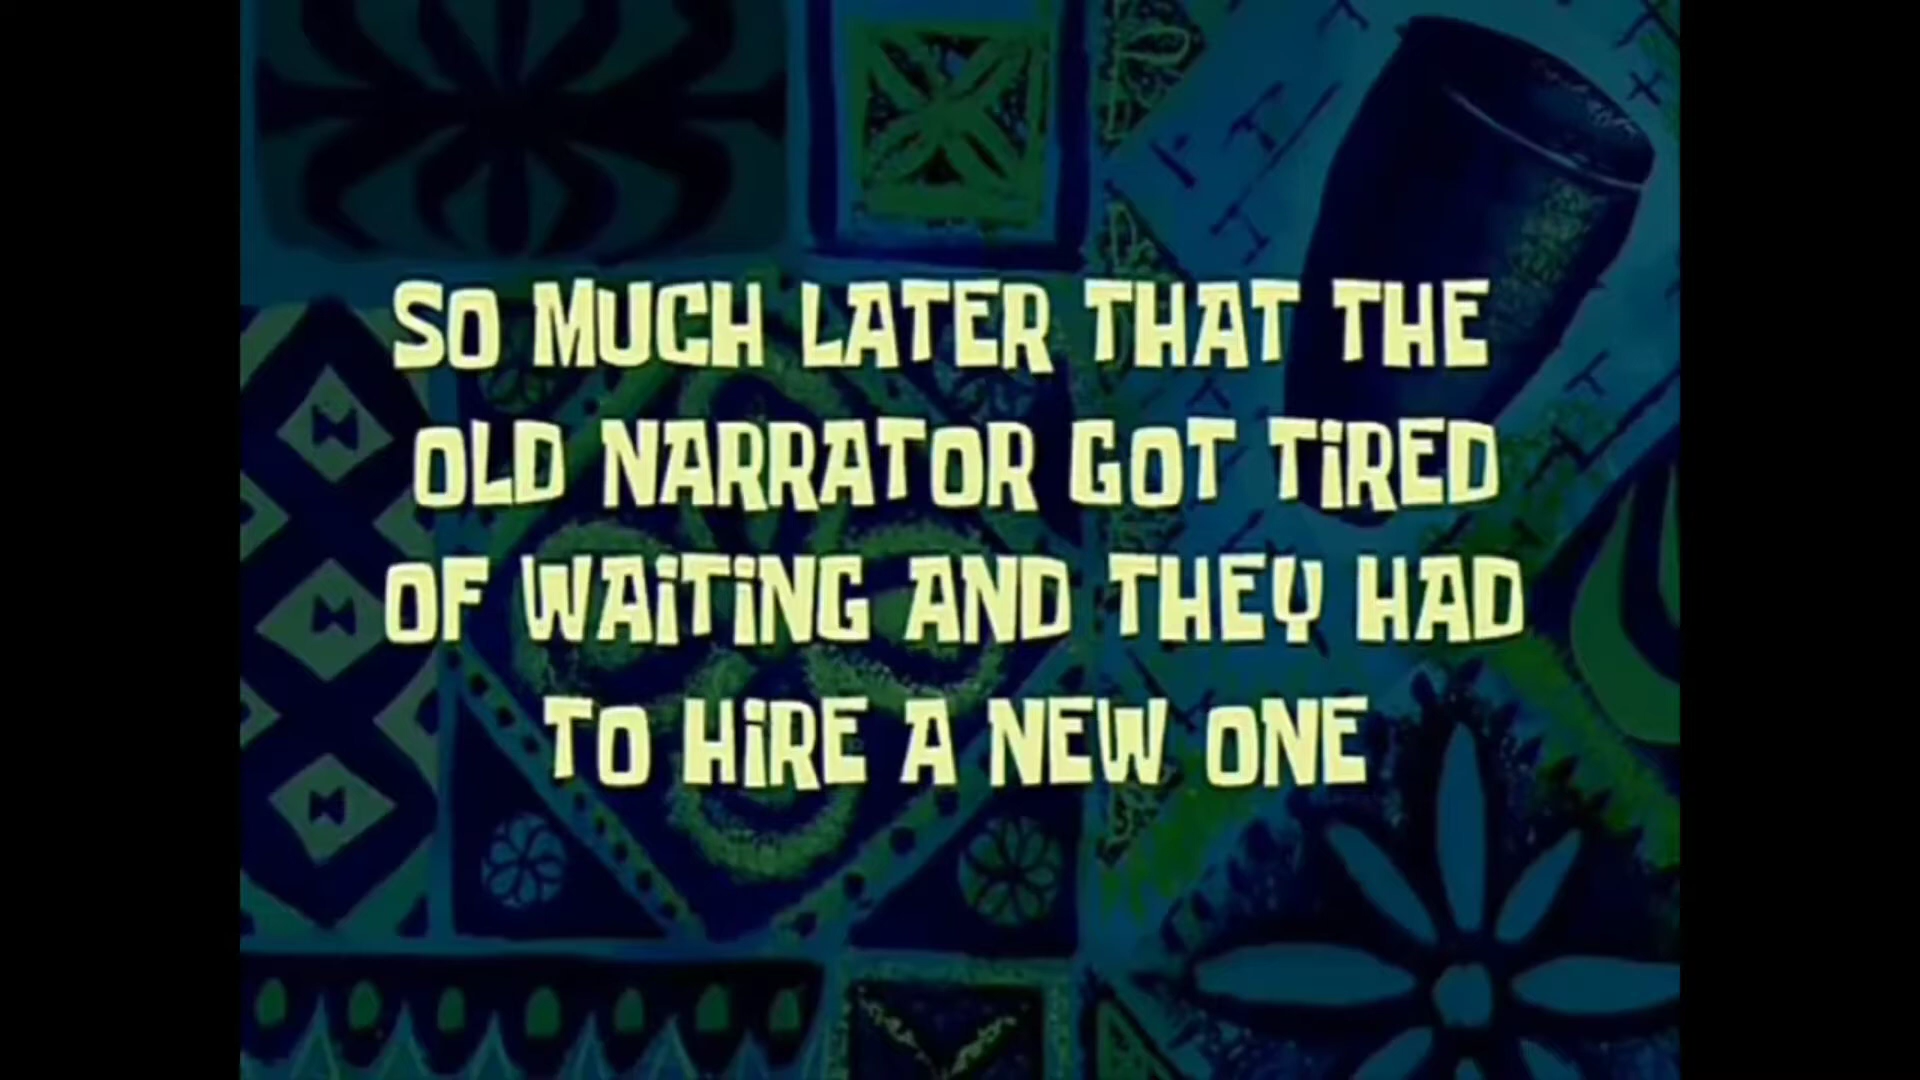 SO MUCH LATER THAT THE
OLD NARRATOR GOT TiRED
OF WAiTiNG AND THEY HAD
TO HiRE A NEW ONE